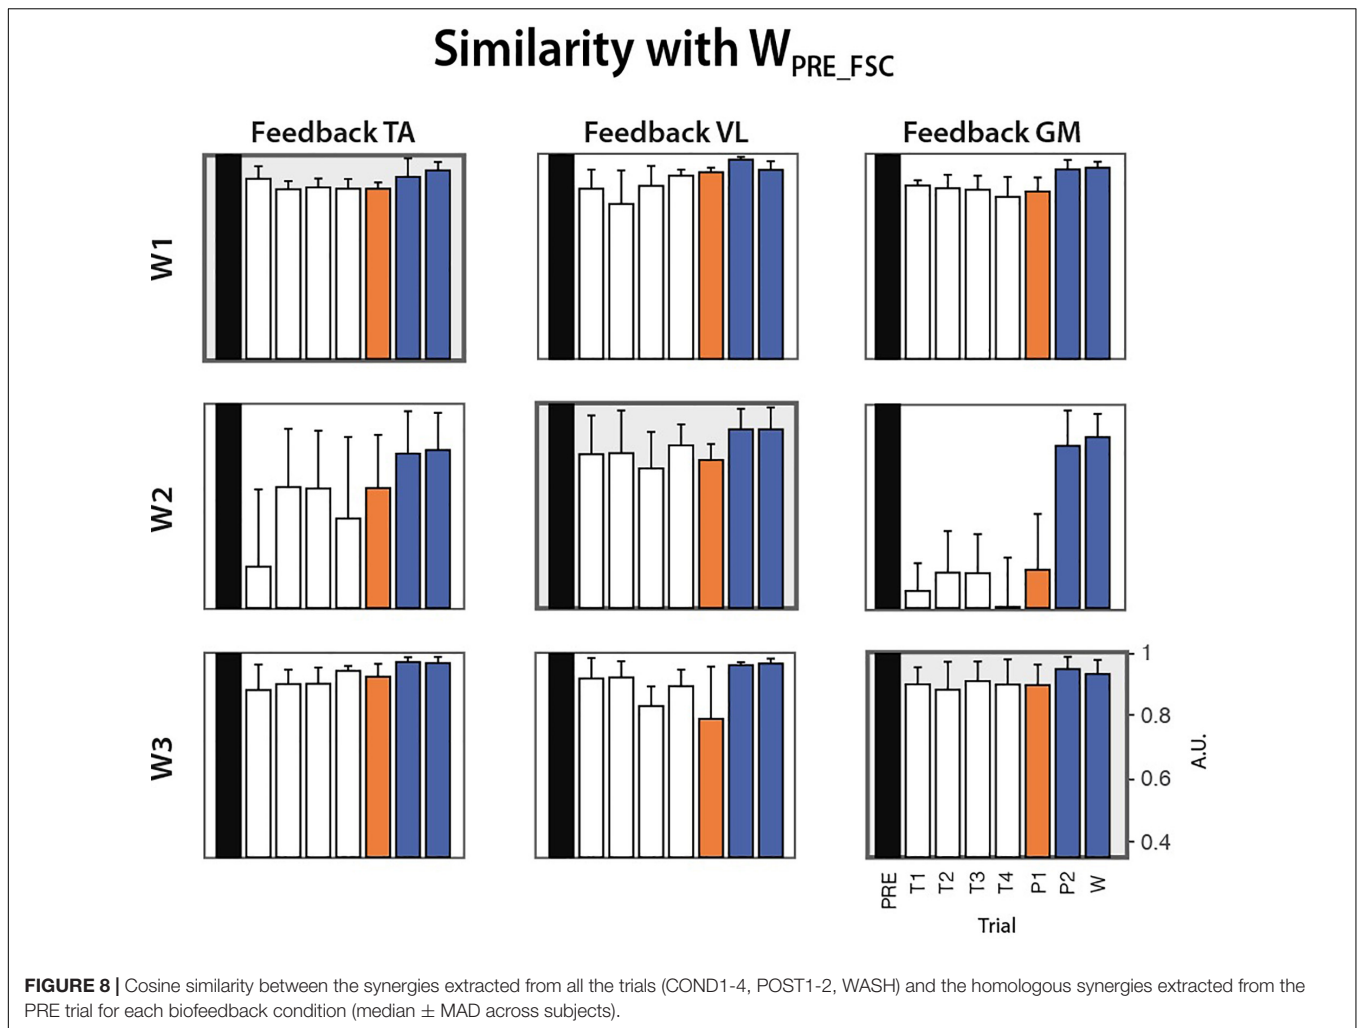 Similarity with W PRE_FSC
Feedback TA
Feedback VL
Feedback GM
W1
W2
W3
1
0.8
0.6
0.4
A.U.
PRE
T1
T2
T3
T4
P1
P2
W
Trial
FIGURE 8 | Cosine similarity between the synergies extracted from all the trials (COND1-4, POST1-2, WASH) and the homologous synergies extracted from the
PRE trial for each biofeedback condition (median ± MAD across subjects).